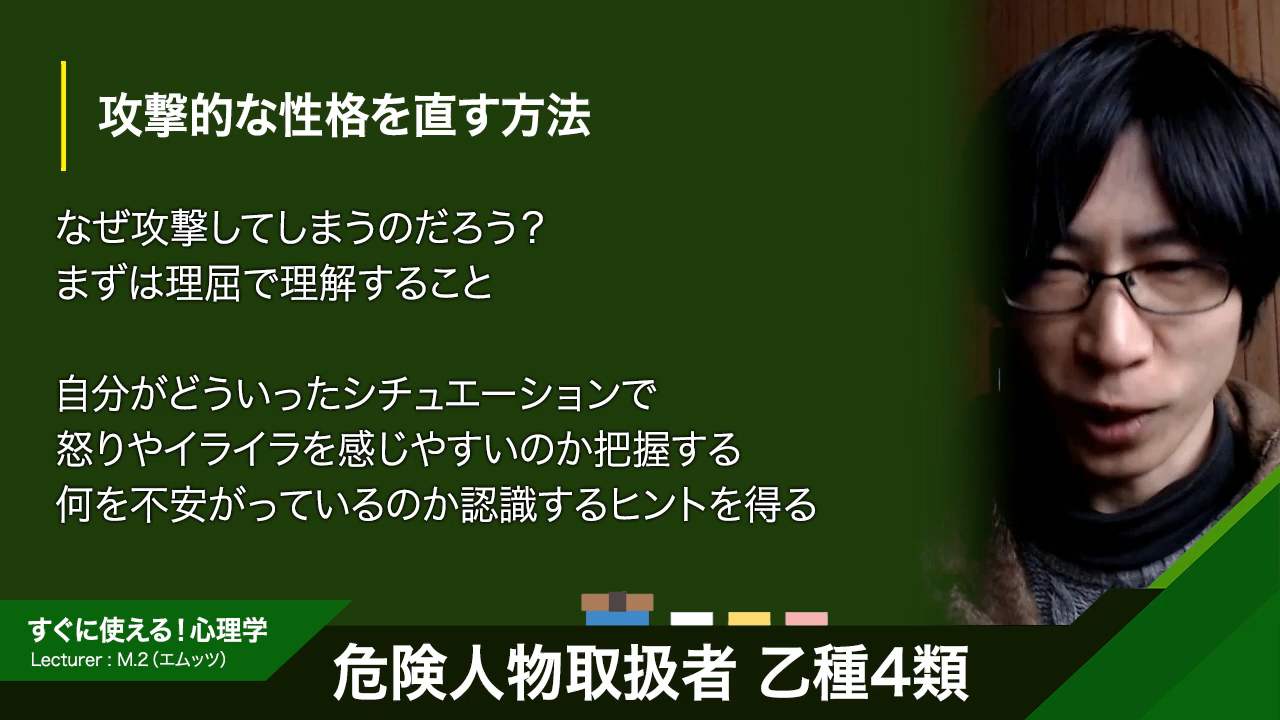 攻撃的な性格を直す方法
なぜ攻撃してしまうのだろう？
まずは理屈で理解すること
自分がどういったシチュエーションで
怒りやイライラを感じやすいのか把握する
何を不安がっているのか認識するヒントを得る
すぐに使える！心理学
Lecturer : M.2（エムッツ）
危険人物取扱者 乙種4類